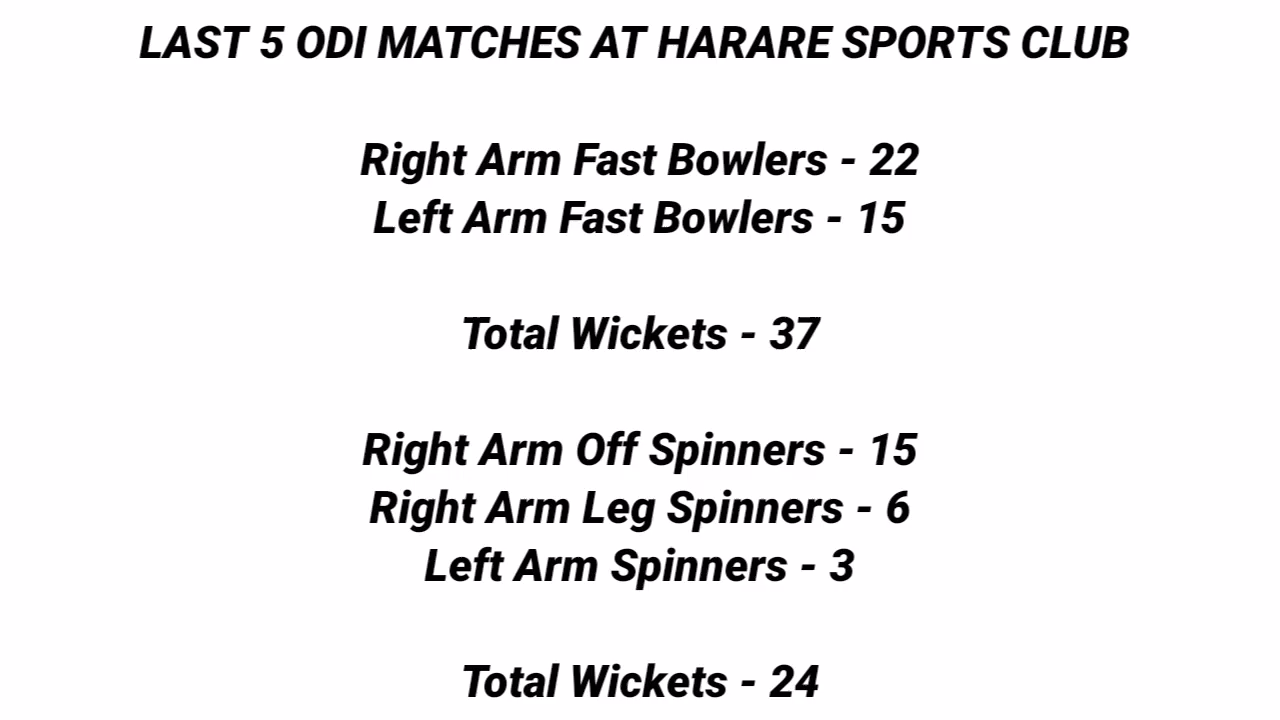 LAST 5 ODI MATCHES AT HARARE SPORTS CLUB
Right Arm Fast Bowlers - 22
Left Arm Fast Bowlers - 15
Total Wickets - 37
Right Arm Off Spinners - 15
Right Arm Leg Spinners - 6
Left Arm Spinners - 3
Total Wickets - 24